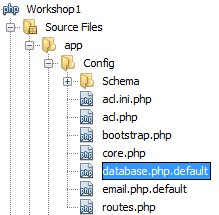 php Workshop1
Source Files
app
Config
Schema
acl.ini.php
acl.php
bootstrap.php
core.php
database.php.default
email.php.default
routes.php